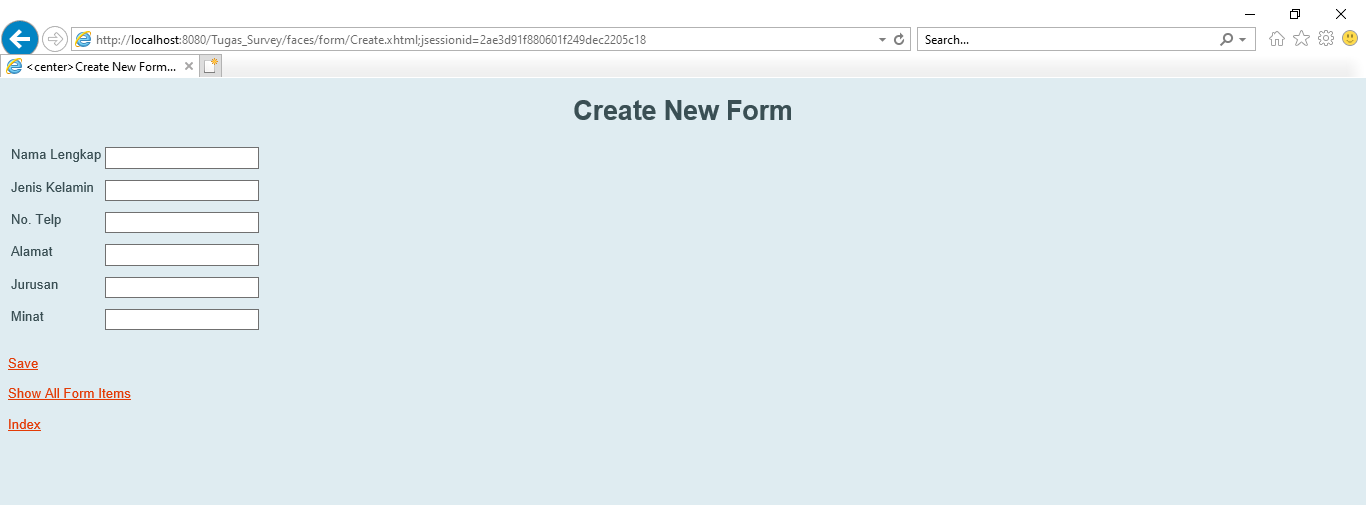 http://localhost:8080/Tugas_Survey/faces/form/Create.xhtml;jsessionid=2ae3d91f880601f249dec2205c18
Search...
<center>Create New Form...
Create New Form
Nama Lengkap
Jenis Kelamin
No. Telp
Alamat
Jurusan
Minat
Save
Show All Form Items
Index